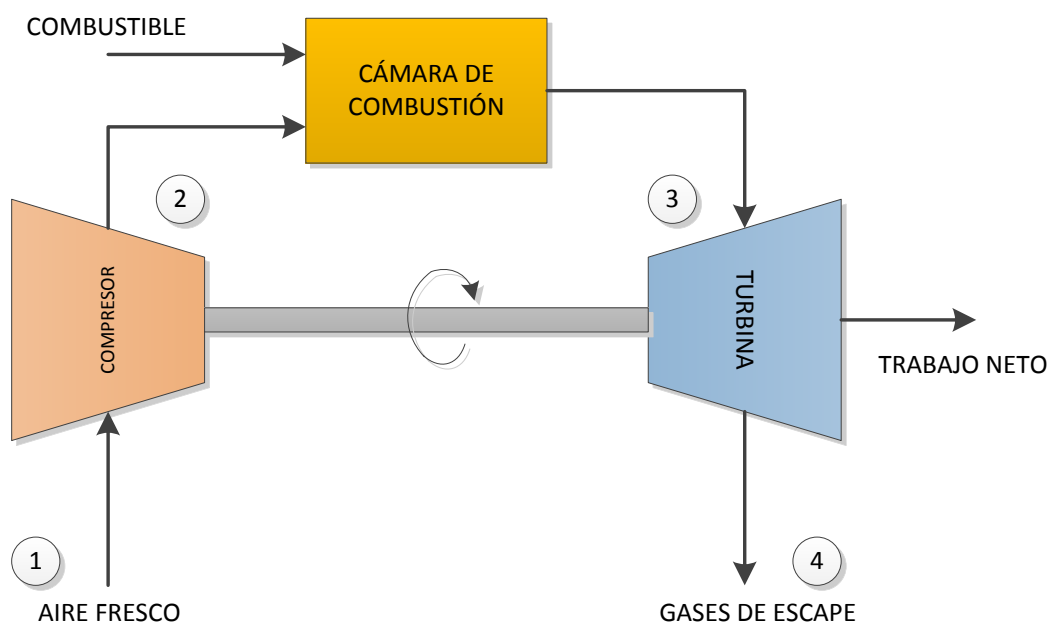 COMBUSTIBLE
CÁMARA DE
COMBUSTIÓN
2
3
COMPRESOR
TURBINA
TRABAJO NETO
1
4
AIRE FRESCO
GASES DE ESCAPE